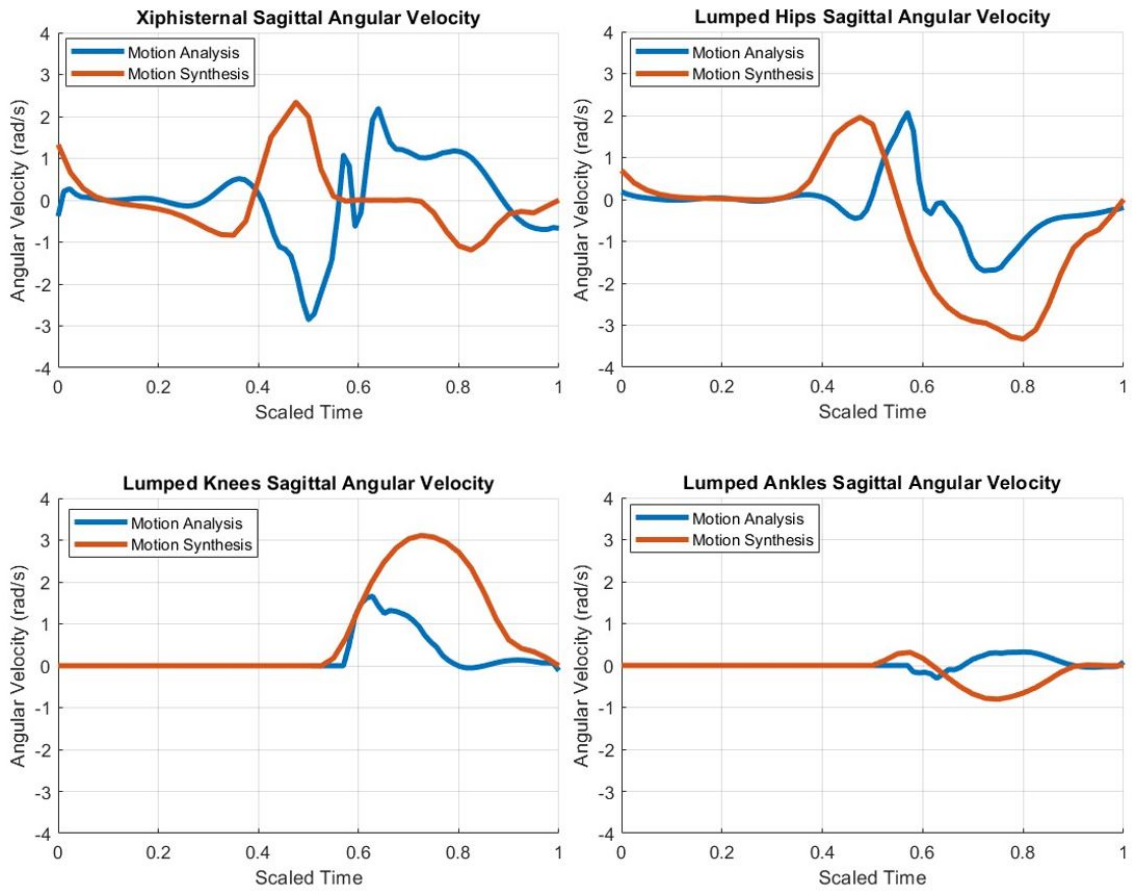 Xiphisternal Sagittal Angular Velocity
Motion Analysis
Motion Synthesis
Angular Velocity (rad/s)
4
3
2
1
0
-1
-2
-3
-4
0 0.2 0.4 0.6 0.8 1
Scaled Time
Lumped Hips Sagittal Angular Velocity
Motion Analysis
Motion Synthesis
Angular Velocity (rad/s)
4
3
2
1
0
-1
-2
-3
-4
0 0.2 0.4 0.6 0.8 1
Scaled Time
Lumped Knees Sagittal Angular Velocity
Motion Analysis
Motion Synthesis
Angular Velocity (rad/s)
4
3
2
1
0
-1
-2
-3
-4
0 0.2 0.4 0.6 0.8 1
Scaled Time
Lumped Ankles Sagittal Angular Velocity
Motion Analysis
Motion Synthesis
Angular Velocity (rad/s)
4
3
2
1
0
-1
-2
-3
-4
0 0.2 0.4 0.6 0.8 1
Scaled Time